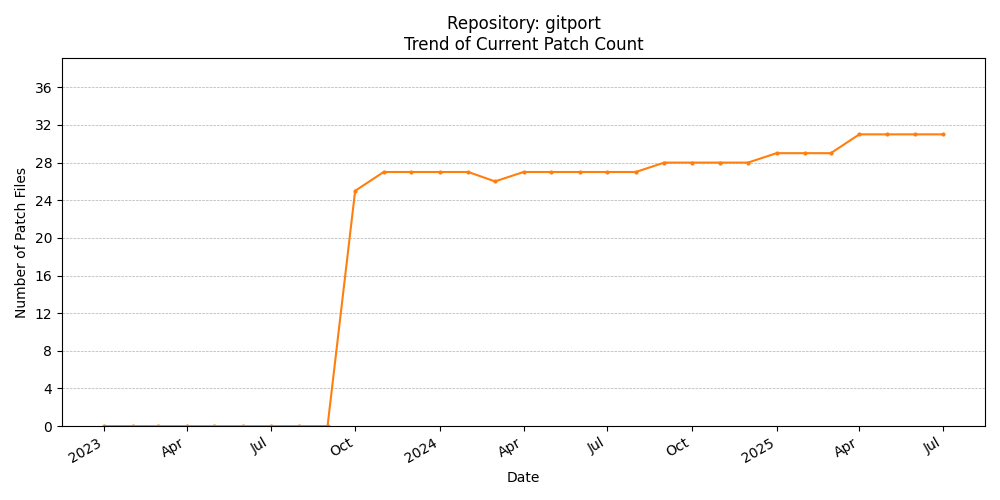 Repository: gitport
Trend of Current Patch Count
Number of Patch Files
36
32
28
24
20
16
12
8
4
0
2023 Apr Jul Oct 2024 Apr Jul Oct 2025 Apr Jul
Date